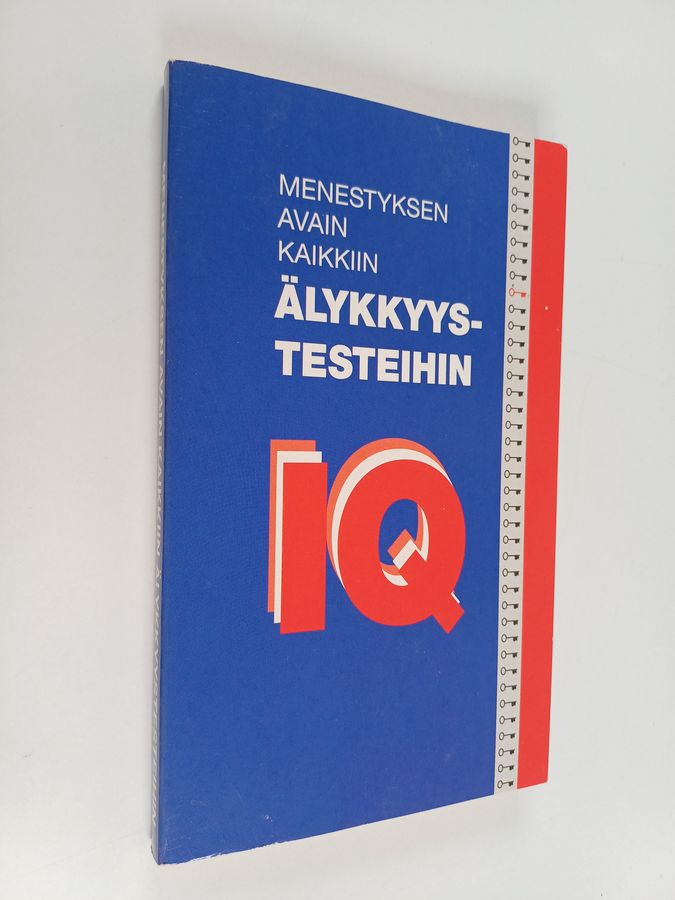 MENESTYKSEN
AVAIN
KAIKKIIN
ÄLYKKYYS-
TESTEIHIN
IQ
MENESTYKSEN AVAIN KAIKKIIN ÄLYKKYYSTESTEIHIN